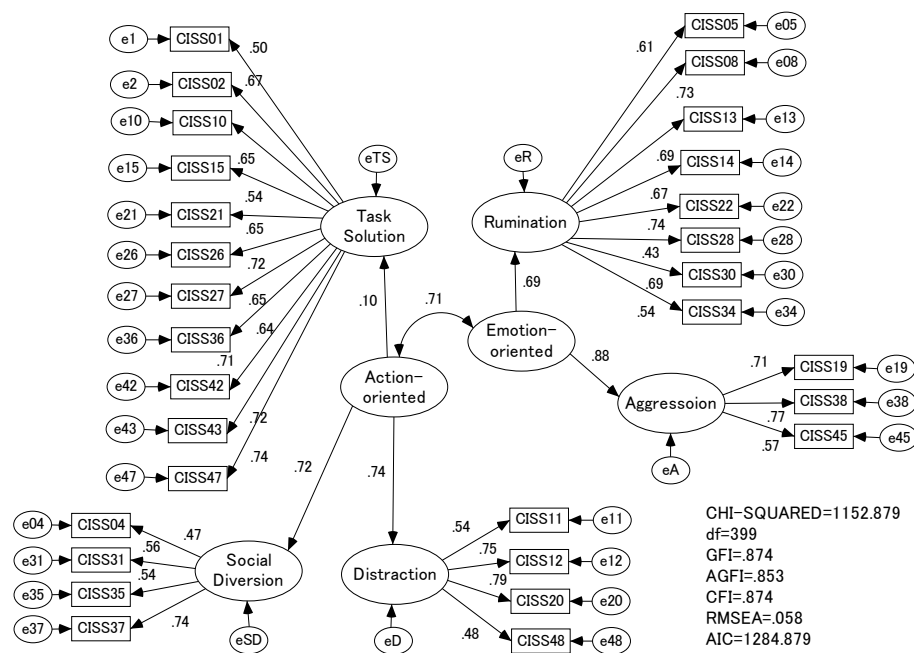 e1
CISS01
.50
e2
CISS02
.67
e10
CISS10
e15
CISS15
.65
e21
CISS21
.54
e26
CISS26
.65
e27
CISS27
.72
e36
CISS36
.65
e42
CISS42
.64
e43
CISS43
.71
e47
CISS47
.72
.74
eTS
Task
Solution
.10
eR
Rumination
.61
CISS05
e05
CISS08
e08
.73
CISS13
e13
.69
CISS14
e14
.67
CISS22
e22
.74
CISS28
e28
.43
CISS30
e30
.69
CISS34
e34
.54
.69
.71
Emotion-
oriented
Action-
oriented
.88
Aggressoion
eA
.71
CISS19
e19
CISS38
e38
.77
CISS45
e45
.57
.72
.74
e04
CISS04
.47
e31
CISS31
.56
e35
CISS35
.54
e37
CISS37
.74
Social
Diversion
eSD
Distraction
eD
.54
CISS11
e11
.75
CISS12
e12
.79
CISS20
e20
.48
CISS48
e48
CHI-SQUARED=1152.879
df=399
GFI=.874
AGFI=.853
CFI=.874
RMSEA=.058
AIC=1284.879